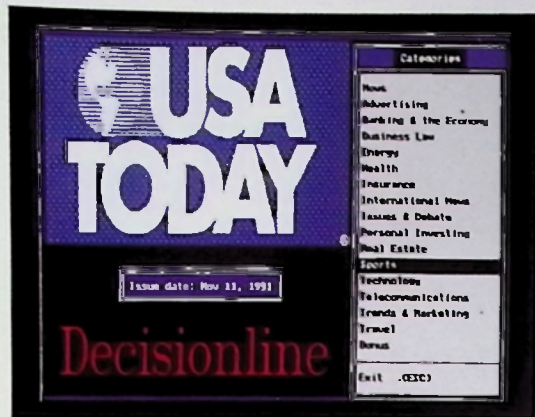 USA
TODAY
®
Issue date: Nov 11, 1991
Decisionline
Categories
News
Advertising
Banking & the Economy
Business Law
Energy
Health
Insurance
International News
Issues & Debate
Personal Investing
Real Estate
Sports
Technology
Telecommunications
Trends & Marketing
Travel
Bonus
Exit .(ESC)